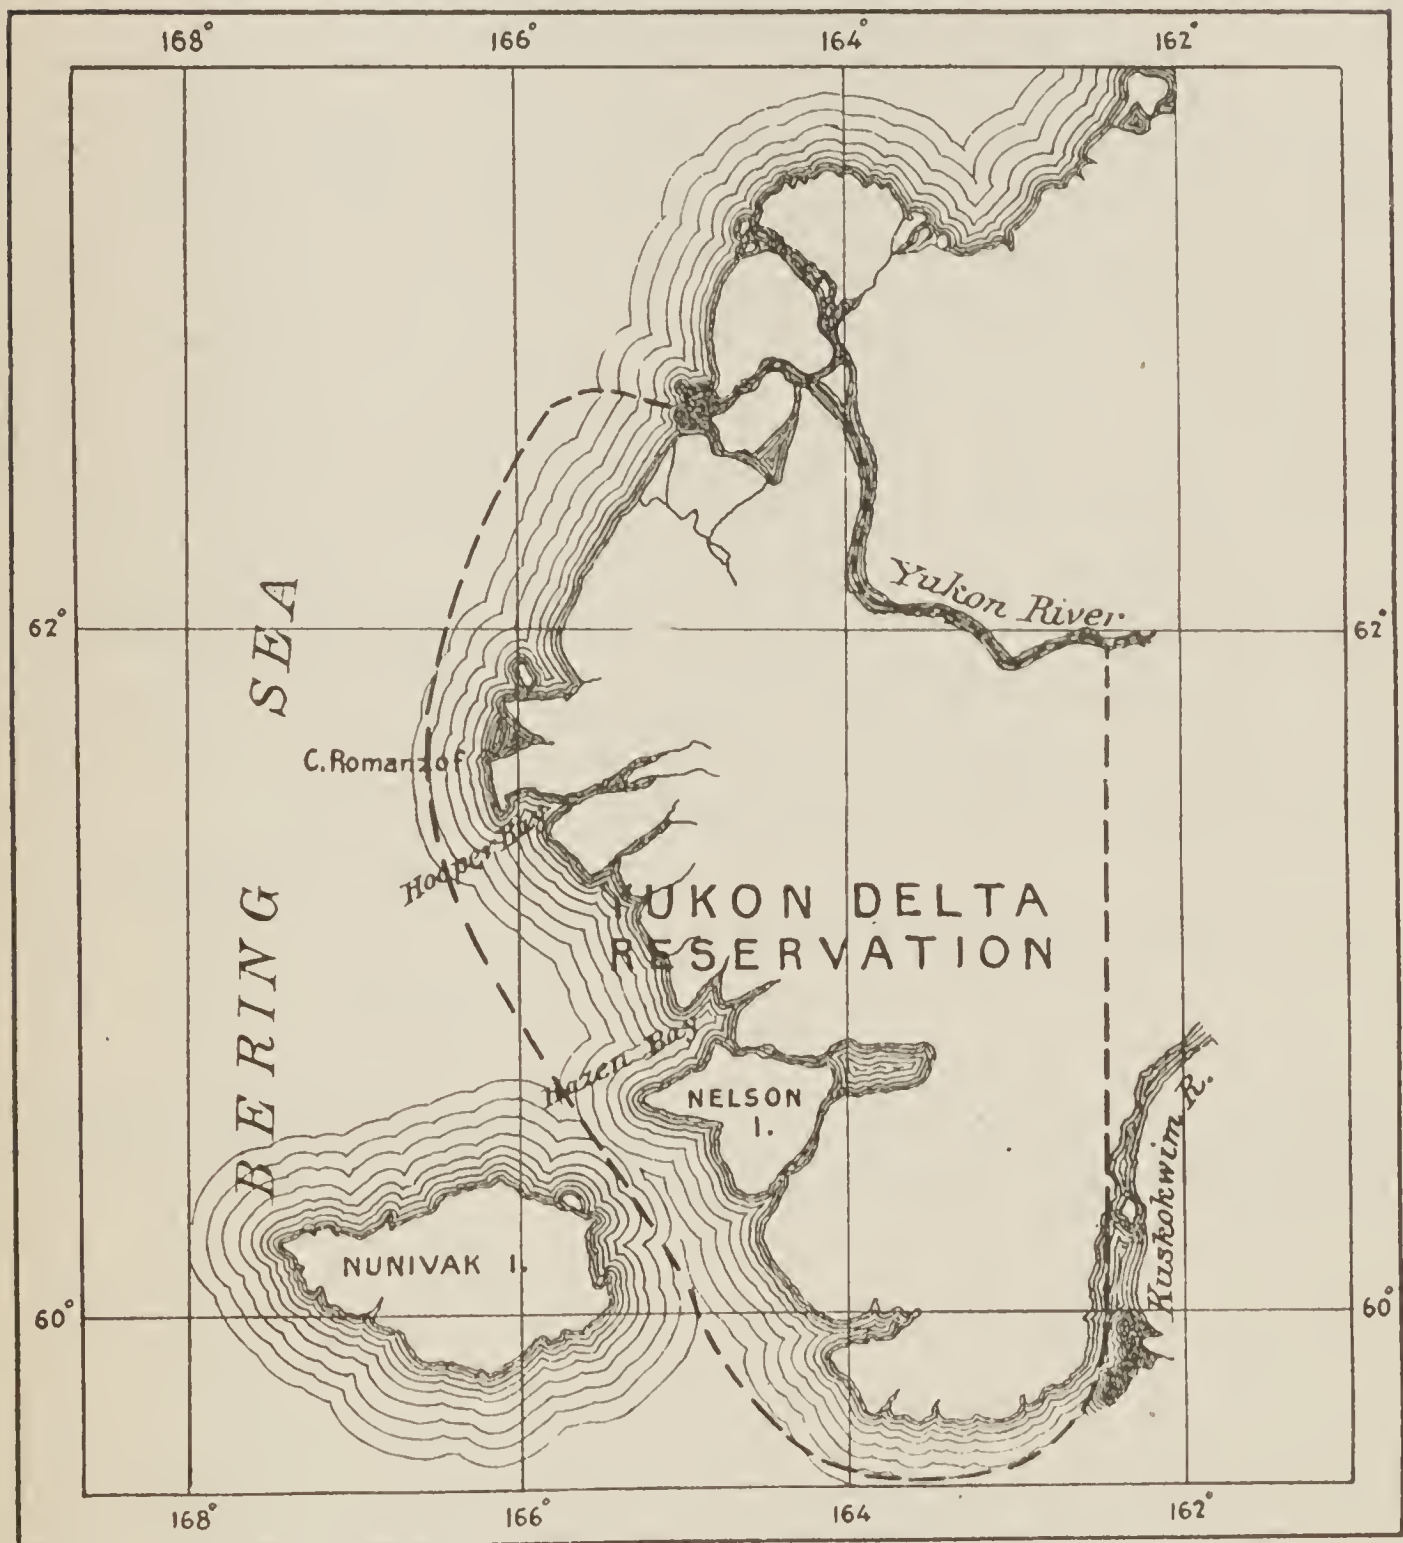 168° 166° 164° 162°
Yukon River
62° 62°
BERING SEA
C. Romanzof
Hooper Bay
YUKON DELTA
RESERVATION
Hazen Bay
NELSON
I.
Kuskokwim R.
NUNIVAK I.
60° 60°
168° 166° 164° 162°